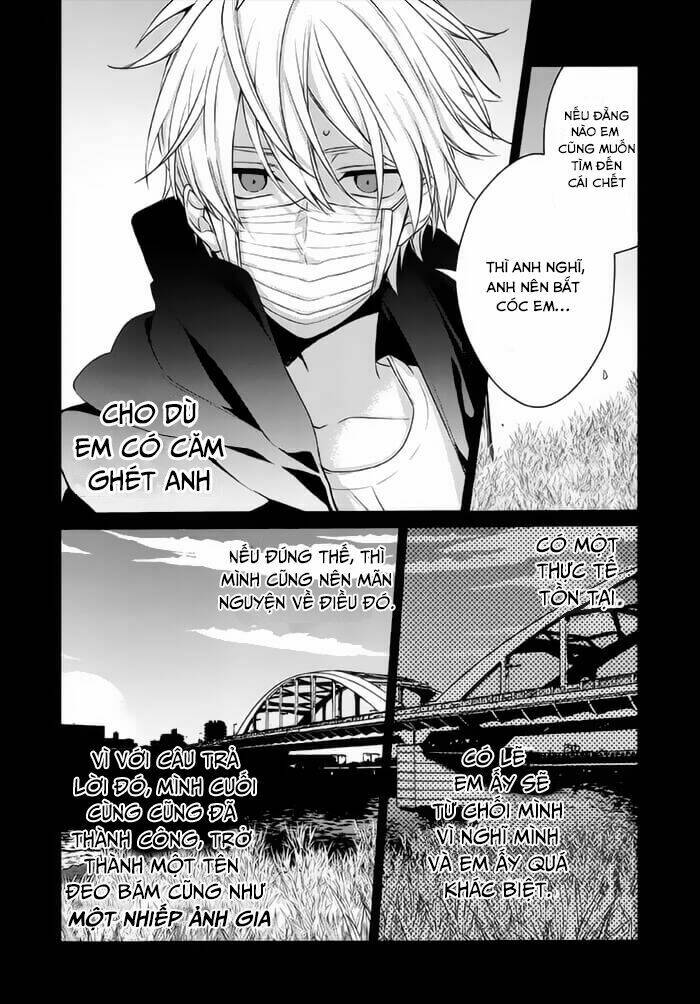 NẾU ĐẰNG
NÀO EM
CŨNG MUỐN
TÌM ĐẾN
CÁI CHẾT
THÌ ANH NGHĨ,
ANH NÊN BẮT
CÓC EM...
CHO DÙ
EM CÓ CĂM
GHÉT ANH
CÓ MỘT
THỰC TẾ
TỒN TẠI.
CÓ LẼ
EM ẤY SẼ
TỪ CHỐI MÌNH
VÌ NGHĨ MÌNH
VÀ EM ẤY QUÁ
KHÁC BIỆT.
NẾU ĐÚNG THẾ, THÌ
MÌNH CŨNG NÊN MÃN
NGUYỆN VỀ ĐIỀU ĐÓ.
VÌ VỚI CÂU TRẢ
LỜI ĐÓ, MÌNH CUỐI
CÙNG CŨNG ĐÃ
THÀNH CÔNG, TRỞ
THÀNH MỘT TÊN
ĐEO BÁM CŨNG NHƯ
MỘT NHIẾP ẢNH GIA